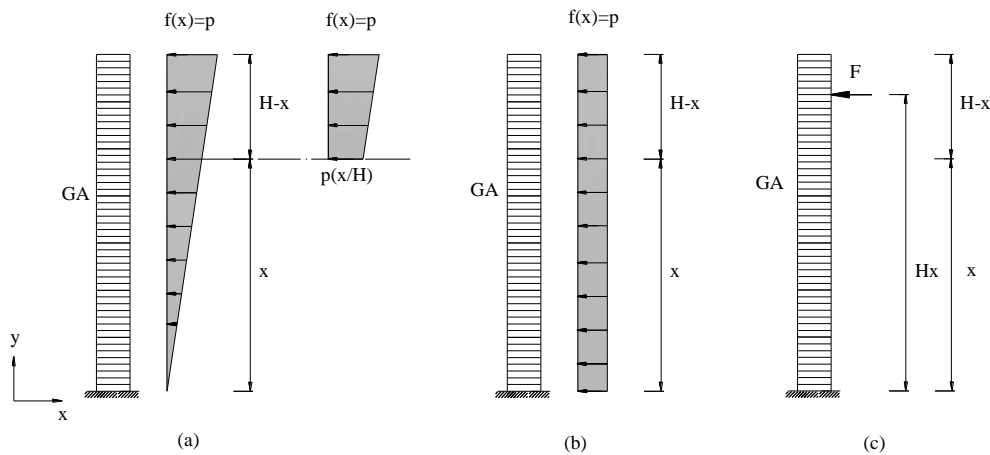 f(x)=p
f(x)=p
H-x
p(x/H)
GA
x
y
x
(a)
f(x)=p
H-x
GA
x
(b)
F
H-x
GA
Hx
x
(c)